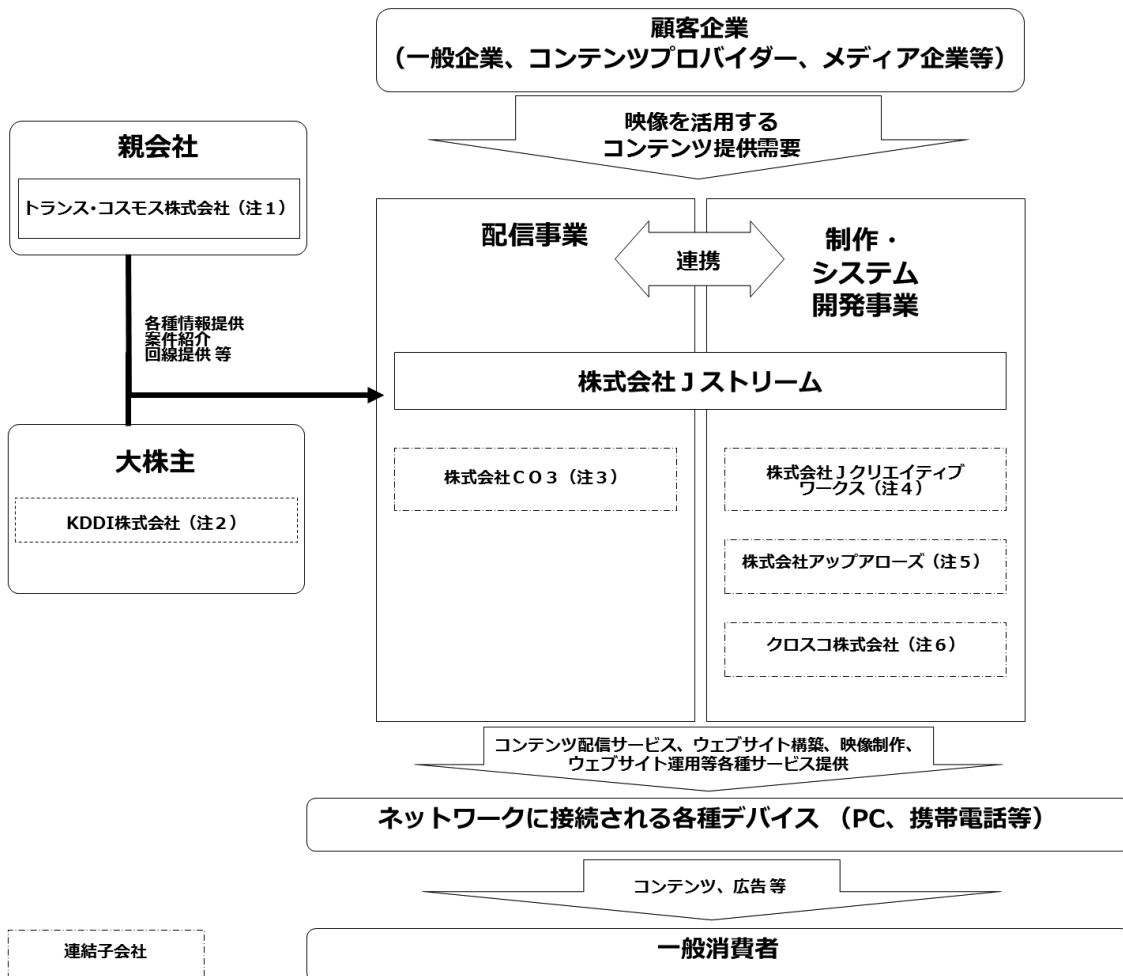 顧客企業
（一般企業、コンテンツプロバイダー、メディア企業等）
映像を活用する
コンテンツ提供需要
親会社
トランス・コスモス株式会社（注１）
各種情報提供
案件紹介
回線提供 等
大株主
KDDI株式会社（注２）
配信事業
連携
制作・
システム
開発事業
株式会社Ｊストリーム
株式会社ＣＯ３（注３）
株式会社Ｊクリエイティブ
ワークス（注４）
株式会社アップアローズ（注５）
クロスコ株式会社（注６）
コンテンツ配信サービス、ウェブサイト構築、映像制作、
ウェブサイト運用等各種サービス提供
ネットワークに接続される各種デバイス （PC、携帯電話等）
コンテンツ、広告 等
一般消費者
連結子会社